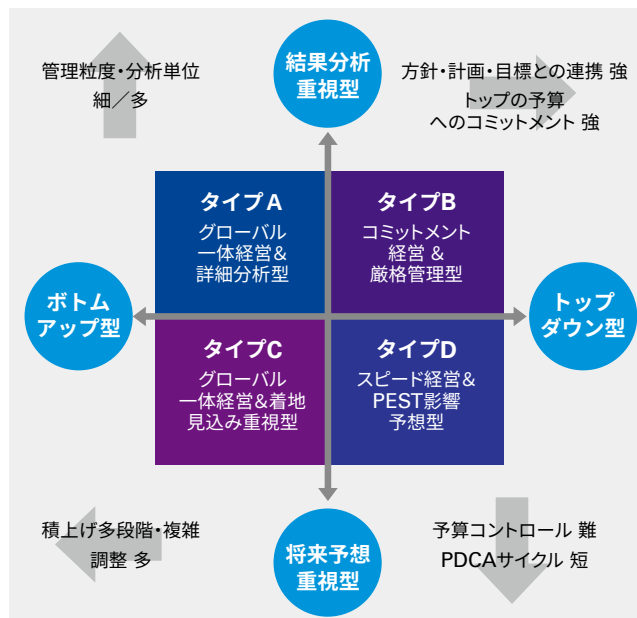 管理粒度・分析単位
細／多
結果分析
重視型
方針・計画・目標との連携 強
トップの予算
へのコミットメント 強
タイプA
グローバル
一体経営&
詳細分析型
タイプB
コミットメント
経営 &
厳格管理型
ボトム
アップ型
トップ
ダウン型
タイプC
グローバル
一体経営&着地
見込み重視型
タイプD
スピード経営&
PEST影響
予想型
積上げ多段階・複雑
調整 多
将来予想
重視型
予算コントロール 難
PDCAサイクル 短